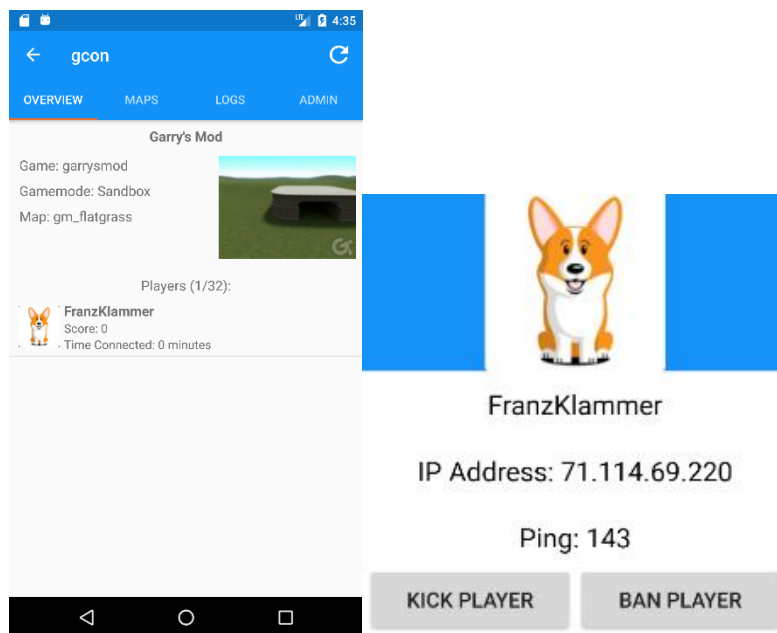 LTE 4:35
gcon
OVERVIEW MAPS LOGS ADMIN
Garry's Mod
Game: garrysmod
Gamemode: Sandbox
Map: gm_flatgrass
Players (1/32):
FranzKlammer
Score: 0
Time Connected: 0 minutes
FranzKlammer
IP Address: 71.114.69.220
Ping: 143
KICK PLAYER BAN PLAYER